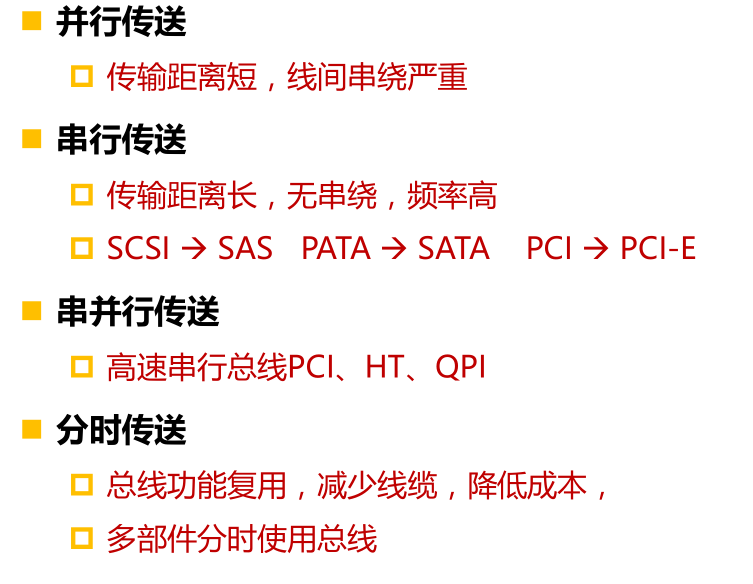 并行传送
传输距离短，线间串绕严重
串行传送
传输距离长，无串绕，频率高
SCSI → SAS PATA → SATA PCI → PCI-E
串并行传送
高速串行总线PCI、HT、QPI
分时传送
总线功能复用，减少线缆，降低成本，
多部件分时使用总线